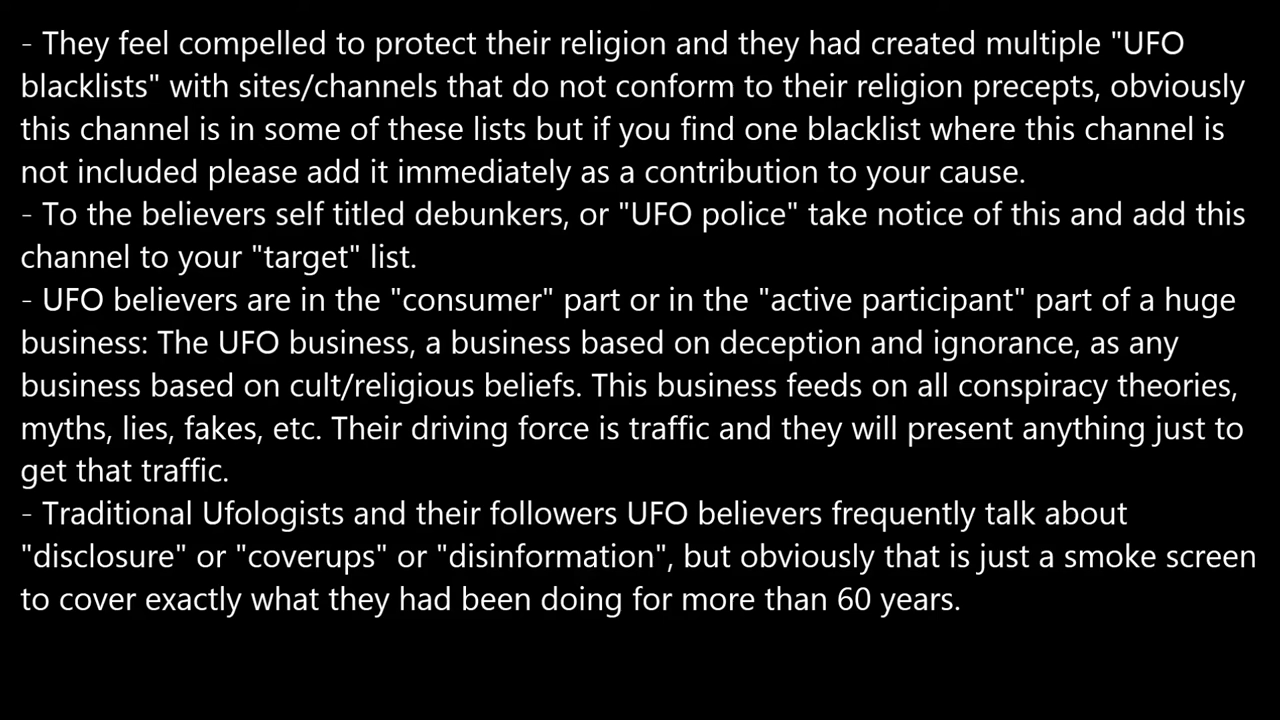 - They feel compelled to protect their religion and they had created multiple "UFO
blacklists" with sites/channels that do not conform to their religion precepts, obviously
this channel is in some of these lists but if you find one blacklist where this channel is
not included please add it immediately as a contribution to your cause.
- To the believers self titled debunkers, or "UFO police" take notice of this and add this
channel to your "target" list.
- UFO believers are in the "consumer" part or in the "active participant" part of a huge
business: The UFO business, a business based on deception and ignorance, as any
business based on cult/religious beliefs. This business feeds on all conspiracy theories,
myths, lies, fakes, etc. Their driving force is traffic and they will present anything just to
get that traffic.
- Traditional Ufologists and their followers UFO believers frequently talk about
"disclosure" or "coverups" or "disinformation", but obviously that is just a smoke screen
to cover exactly what they had been doing for more than 60 years.